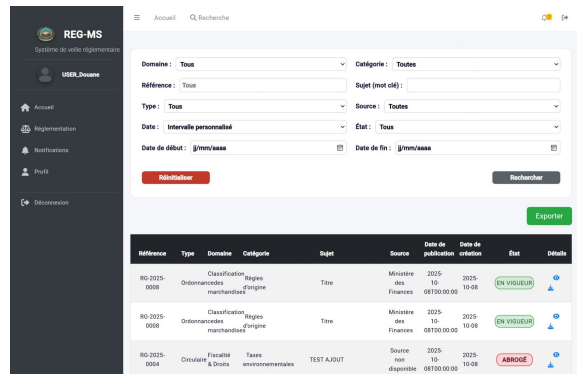 REG-MS
Système de veille réglementaire
USER_Douane
Accueil
Réglementation
Notifications
Profil
Déconnexion
Accueil Recherche
Domaine : Tous Catégorie : Toutes
Référence : Tous Sujet (mot clé) :
Type : Tous Source : Toutes
Date : Intervalle personnalisé État : Tous
Date de début : jj/mm/aaaa Date de fin : jj/mm/aaaa
Réinitialiser Rechercher
Exporter
Date de Date de
Référence Type Domaine Catégorie Sujet Source publication création État Détails
Classification Ministère 2025-
RG-2025- Règles 2025-
0008 Ordonnances des d'origine Titre des 10- 10-08 EN VIGUEUR
marchandises Finances 08T00:00:00
Classification Ministère 2025-
RG-2025- Règles 2025-
0008 Ordonnances des d'origine Titre des 10- 10-08 EN VIGUEUR
marchandises Finances 08T00:00:00
Source 2025-
RG-2025- Circulaire Fiscalité Taxes TEST AJOUT non 10- 2025- ABROGÉ
0004 & Droits environnementales disponible 08T00:00:00 10-08